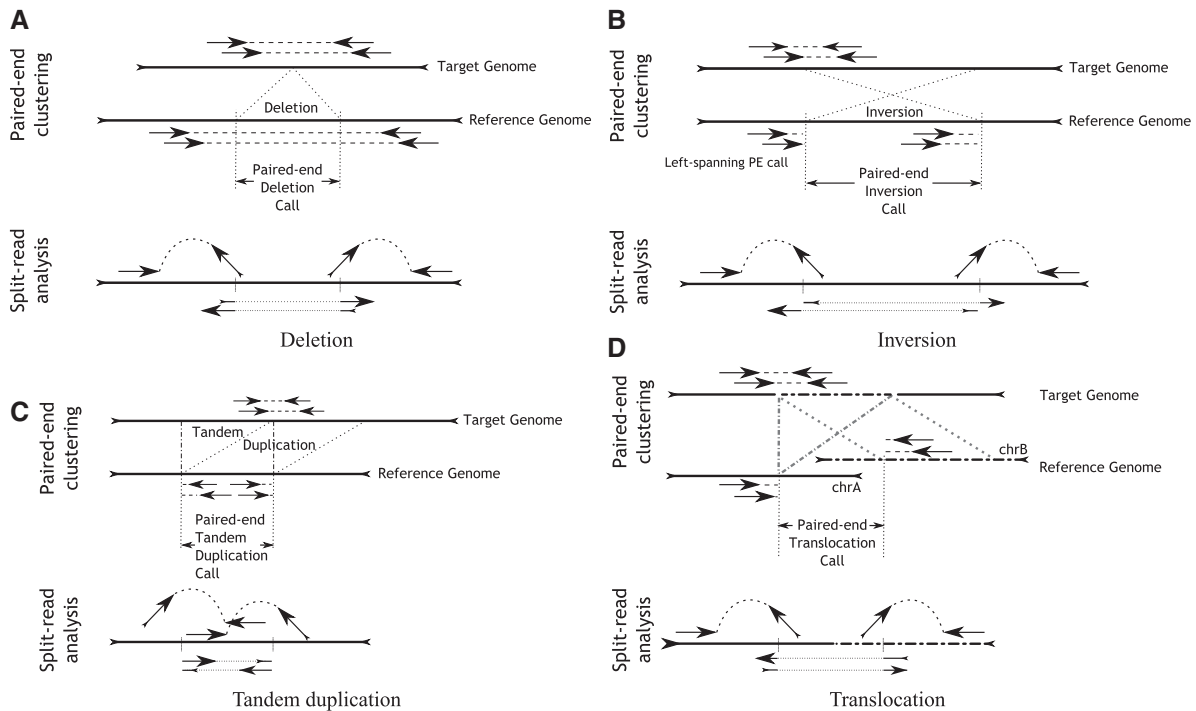 A
Paired-end
clustering
Target Genome
Deletion
Reference Genome
Paired-end
Deletion
Call
Split-read
analysis
Deletion
B
Paired-end
clustering
Target Genome
Inversion
Reference Genome
Left-spanning PE call
Paired-end
Inversion
Call
Split-read
analysis
Inversion
C
Paired-end
clustering
Target Genome
Tandem
Duplication
Reference Genome
Paired-end
Tandem
Duplication
Call
Split-read
analysis
Tandem duplication
D
Paired-end
clustering
Target Genome
chrB
Reference Genome
chrA
Paired-end
Translocation
Call
Split-read
analysis
Translocation